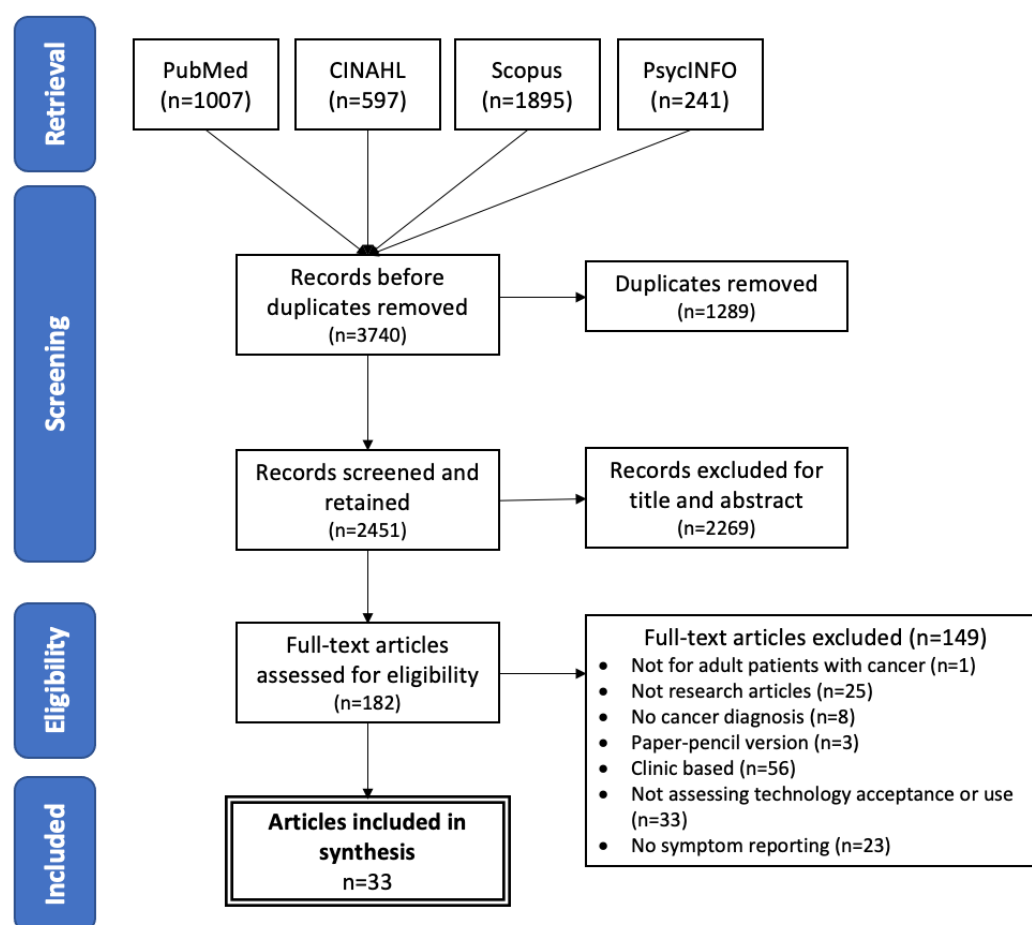 Retrieval
PubMed
(n=1007)
CINAHL
(n=597)
Scopus
(n=1895)
PsycINFO
(n=241)
Screening
Records before
duplicates removed
(n=3740)
Duplicates removed
(n=1289)
Records screened and
retained
(n=2451)
Records excluded for
title and abstract
(n=2269)
Eligibility
Full-text articles
assessed for eligibility
(n=182)
Full-text articles excluded (n=149)
• Not for adult patients with cancer (n=1)
• Not research articles (n=25)
• No cancer diagnosis (n=8)
• Paper-pencil version (n=3)
• Clinic based (n=56)
• Not assessing technology acceptance or use
(n=33)
• No symptom reporting (n=23)
Included
Articles included in
synthesis
n=33